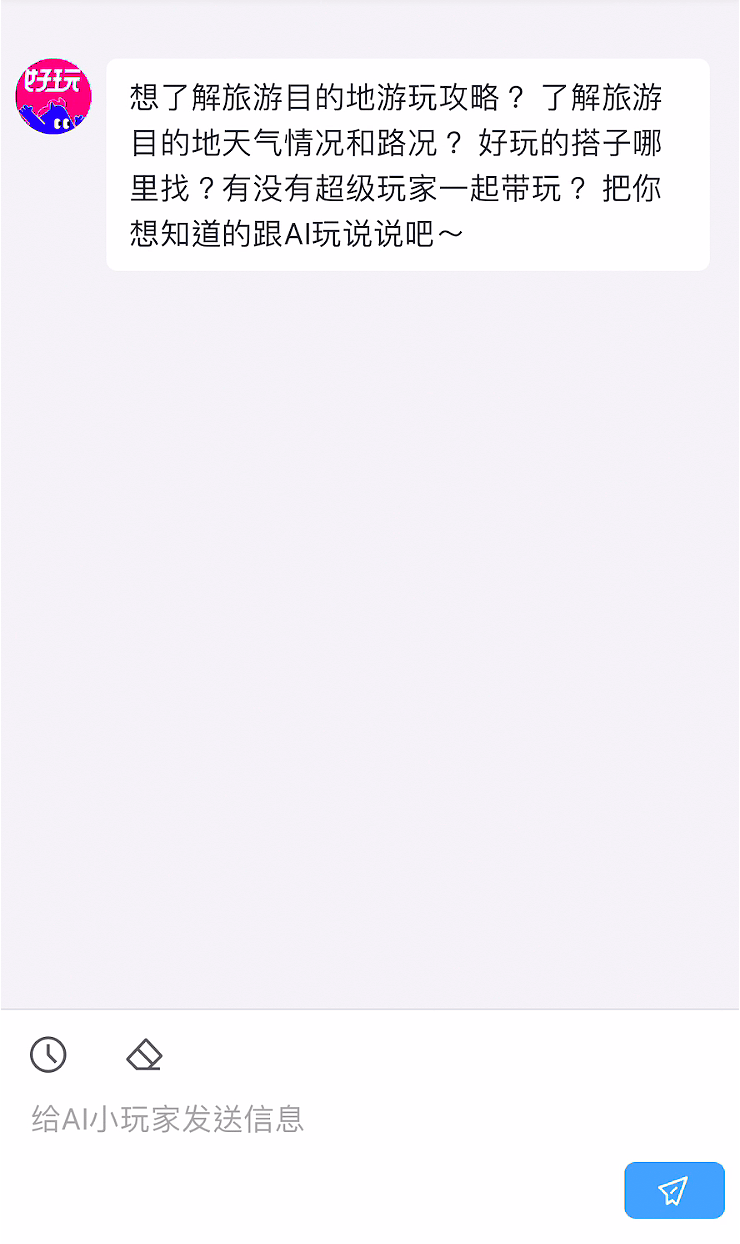 好玩
想了解旅游目的地游玩攻略？ 了解旅游
目的地天气情况和路况？ 好玩的搭子哪
里找？有没有超级玩家一起带玩？ 把你
想知道的跟AI玩说说吧～
给AI小玩家发送信息